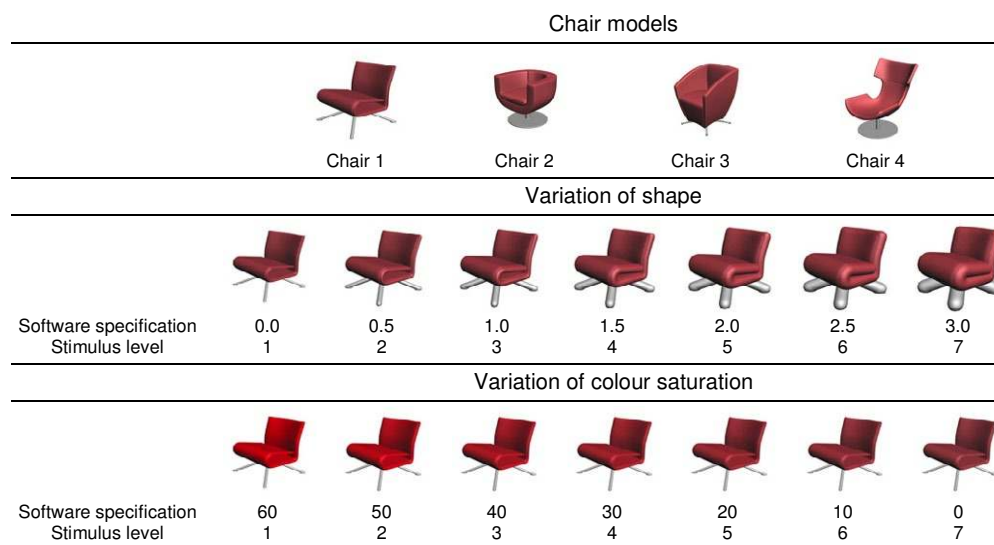 Chair models
Chair 1 Chair 2 Chair 3 Chair 4
Variation of shape
Software specification 0.0 0.5 1.0 1.5 2.0 2.5 3.0
Stimulus level 1 2 3 4 5 6 7
Variation of colour saturation
Software specification 60 50 40 30 20 10 0
Stimulus level 1 2 3 4 5 6 7